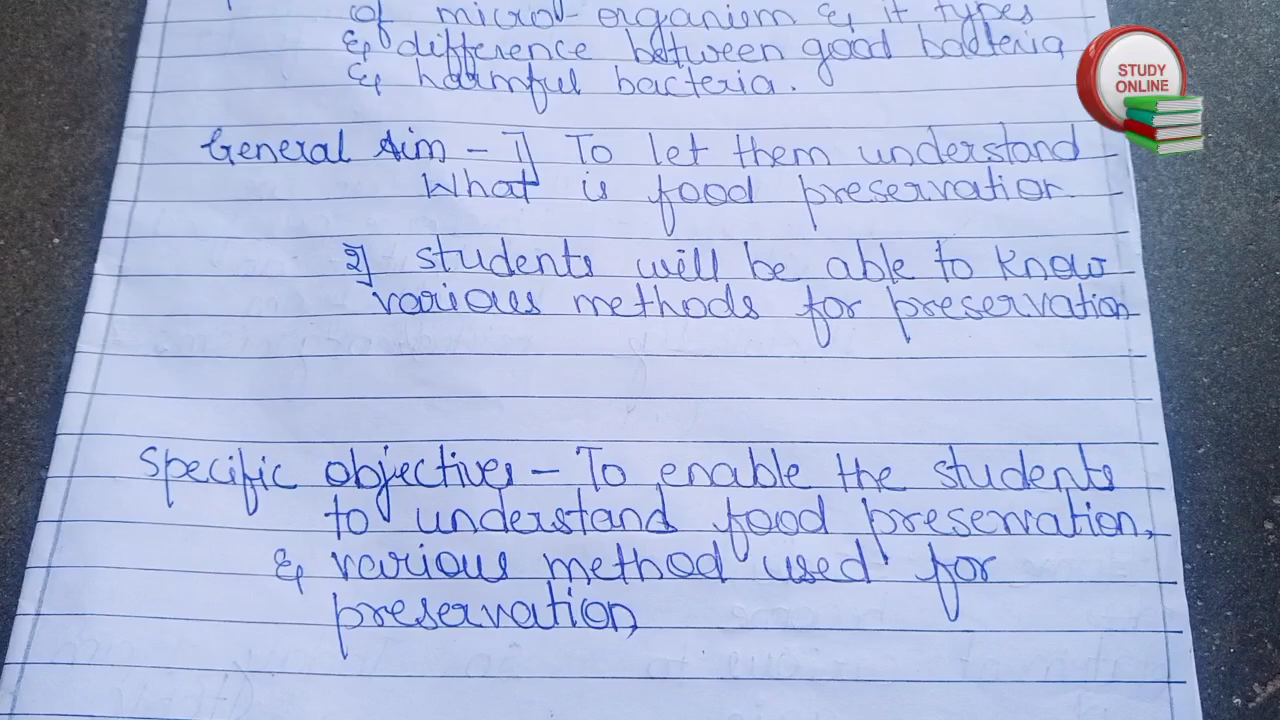 of micro-organism & it types
& difference between good bacteria
& harmful bacteria.
General Aim - 1] To let them understand
What is food preservation
2] students will be able to know
various methods for preservation
Specific objectives - To enable the students
to understand food preservation,
& various method used for
preservation,
STUDY
ONLINE